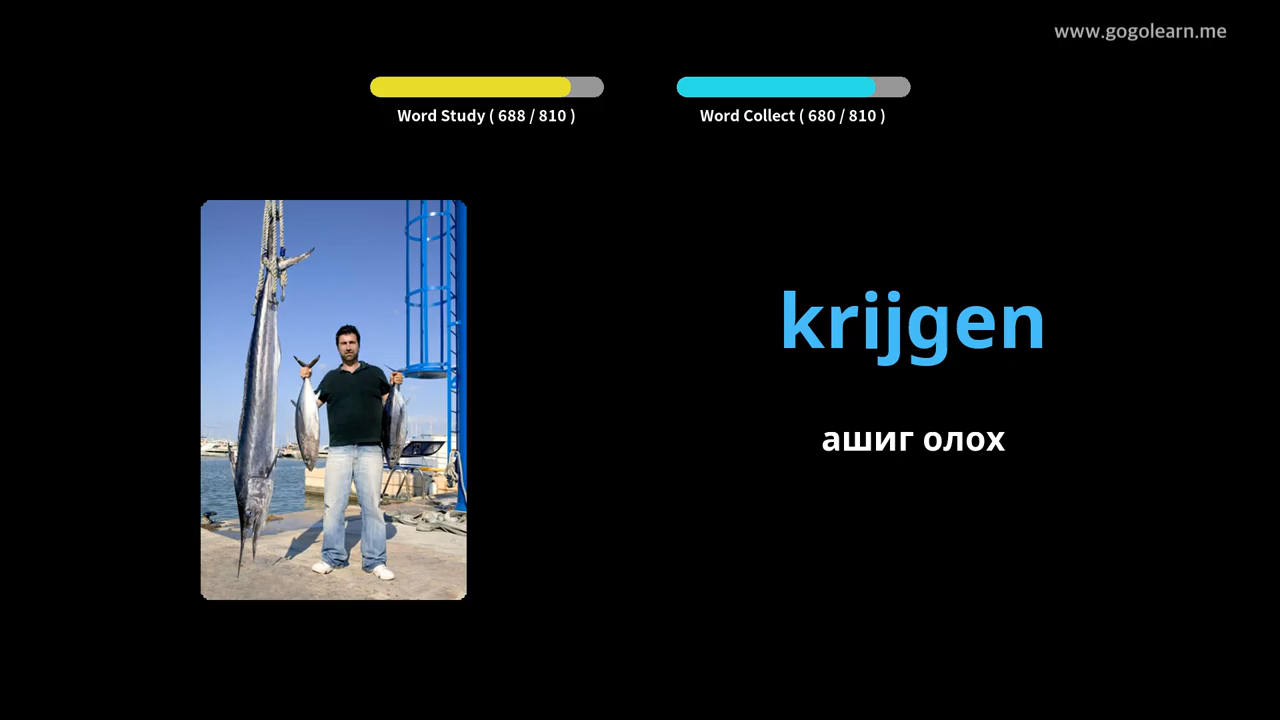 www.gogolearn.me
Word Study ( 688 / 810 )
Word Collect ( 680 / 810 )
krijgen
ашиг олох